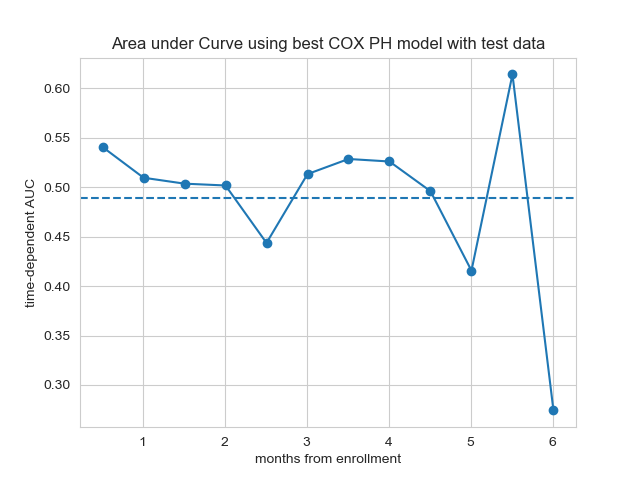 Area under Curve using best COX PH model with test data
time-dependent AUC
0.60
0.55
0.50
0.45
0.40
0.35
0.30
1 2 3 4 5 6
months from enrollment